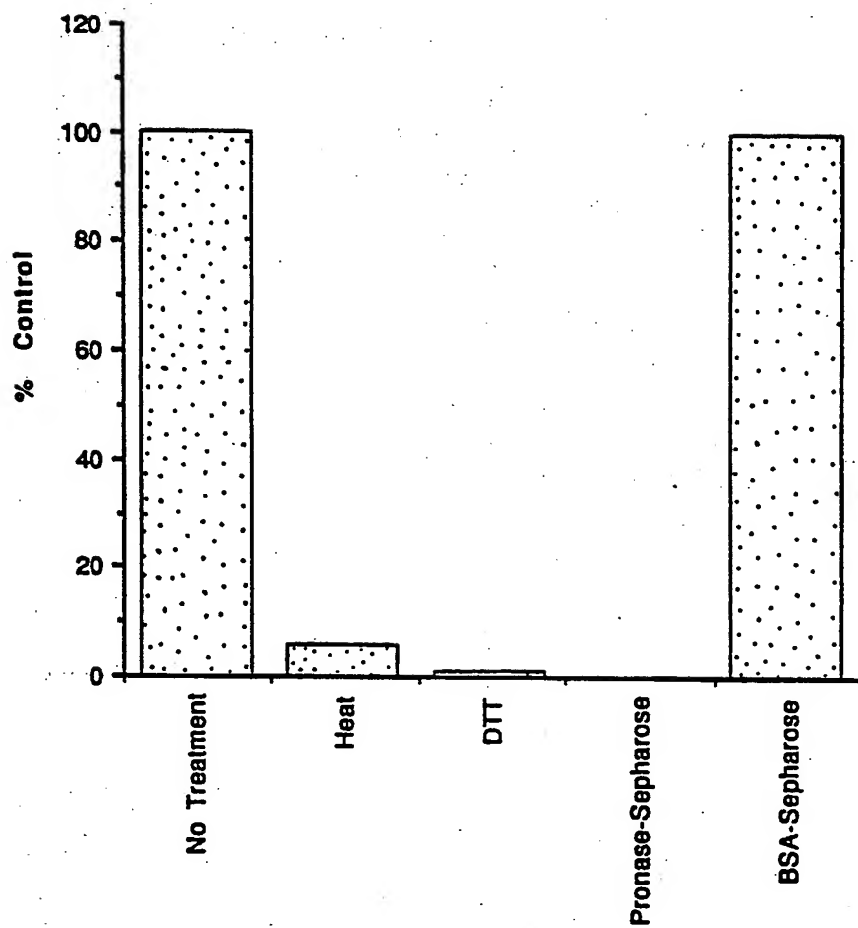 % Control
120
100
80
60
40
20
0
No Treatment
Heat
DTT
Pronase-Sepharose
BSA-Sepharose